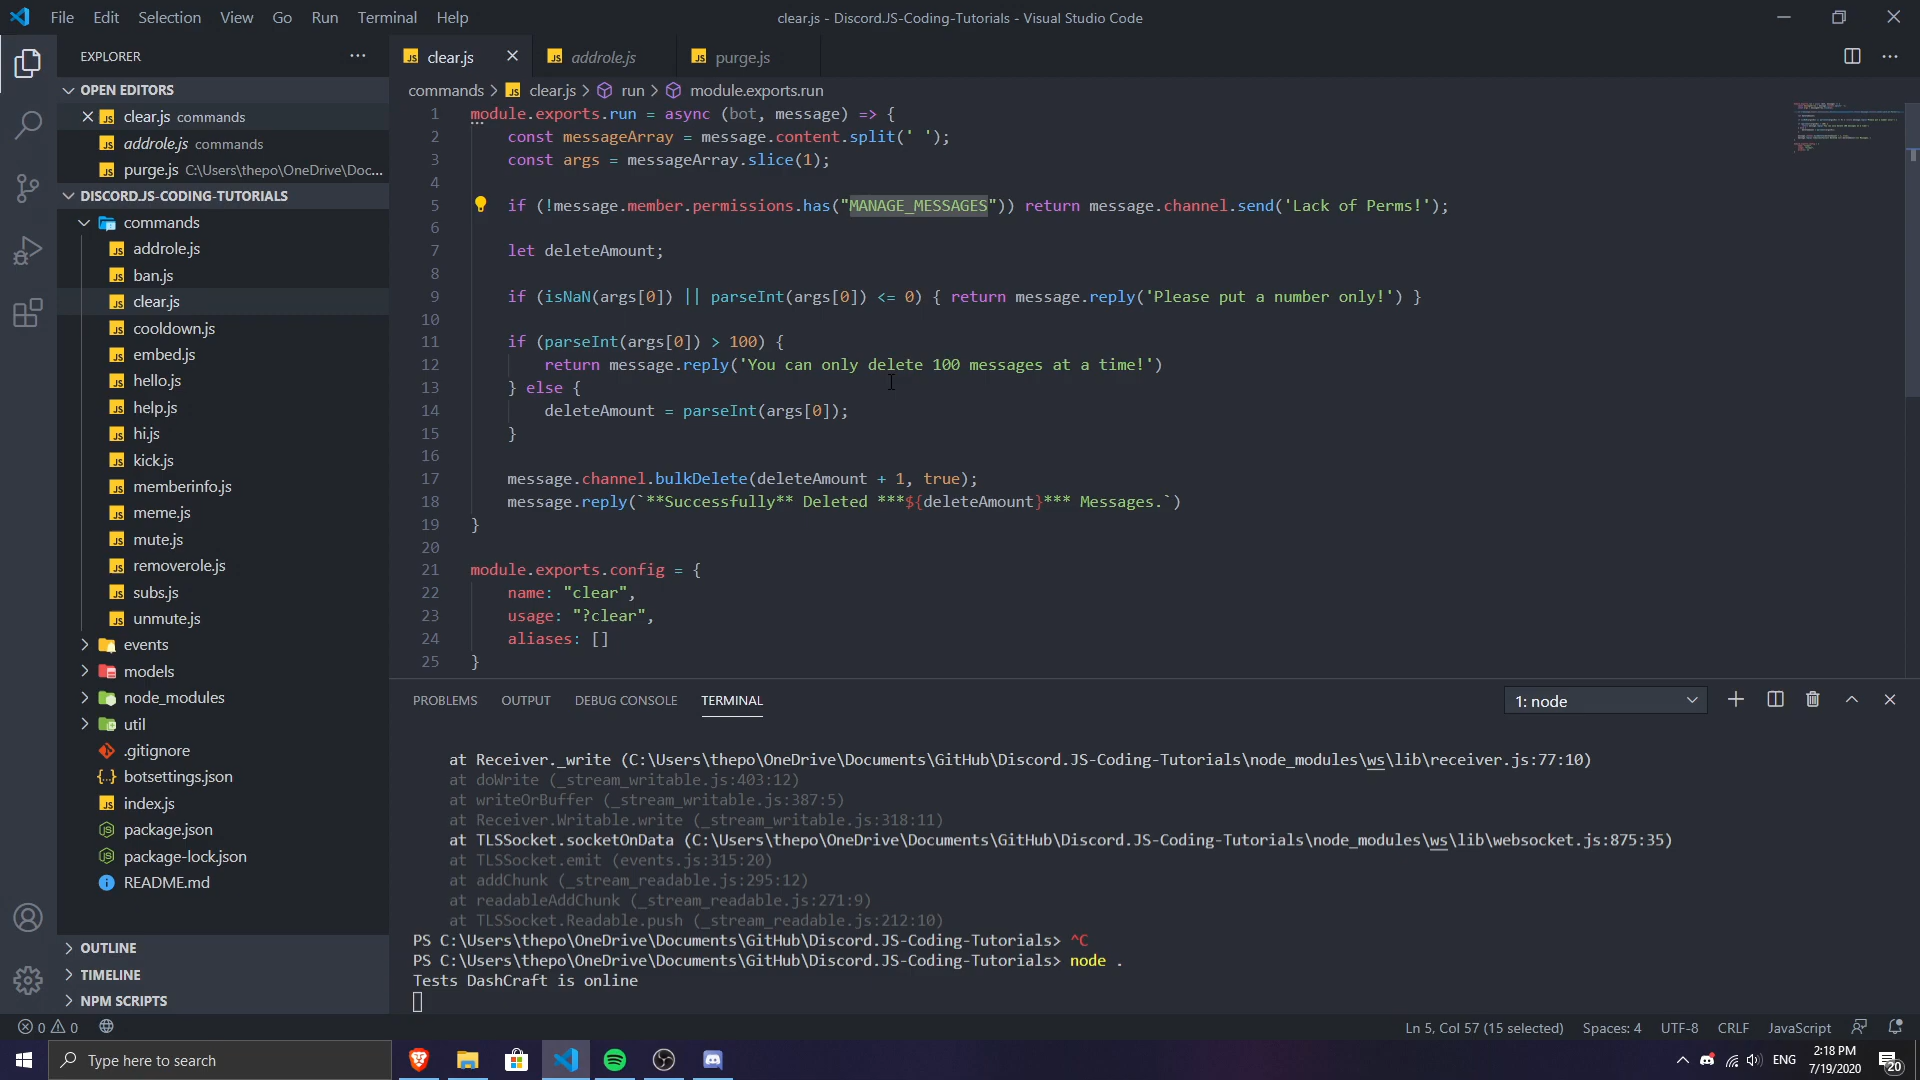 File Edit Selection View Go Run Terminal Help
clear.js - Discord.JS-Coding-Tutorials - Visual Studio Code
EXPLORER
OPEN EDITORS
clear.js commands
addrole.js commands
purge.js C:\Users\thepo\OneDrive\Doc...
DISCORD.JS-CODING-TUTORIALS
commands
addrole.js
ban.js
clear.js
cooldown.js
embed.js
hello.js
help.js
hi.js
kick.js
memberinfo.js
meme.js
mute.js
removerole.js
subs.js
unmute.js
events
models
node_modules
util
.gitignore
botsettings.json
index.js
package.json
package-lock.json
README.md
OUTLINE
TIMELINE
NPM SCRIPTS
clear.js
addrole.js
purge.js
commands > clear.js > run > module.exports.run
1 module.exports.run = async (bot, message) => {
2 const messageArray = message.content.split(' ');
3 const args = messageArray.slice(1);
4
5 if (!message.member.permissions.has("MANAGE_MESSAGES")) return message.channel.send('Lack of Perms!');
6
7 let deleteAmount;
8
9 if (isNaN(args[0]) || parseInt(args[0]) <= 0) { return message.reply('Please put a number only!') }
10
11 if (parseInt(args[0]) > 100) {
12 return message.reply('You can only delete 100 messages at a time!')
13 } else {
14 deleteAmount = parseInt(args[0]);
15 }
16
17 message.channel.bulkDelete(deleteAmount + 1, true);
18 message.reply(`**Successfully** Deleted ***${deleteAmount}*** Messages.`)
19 }
20
21 module.exports.config = {
22 name: "clear",
23 usage: "?clear",
24 aliases: []
25 }
PROBLEMS OUTPUT DEBUG CONSOLE TERMINAL
1: node
at Receiver._write (C:\Users\thepo\OneDrive\Documents\GitHub\Discord.JS-Coding-Tutorials\node_modules\ws\lib\receiver.js:77:10)
at doWrite (_stream_writable.js:403:12)
at writeOrBuffer (_stream_writable.js:387:5)
at Receiver.Writable.write (_stream_writable.js:318:11)
at TLSSocket.socketOnData (C:\Users\thepo\OneDrive\Documents\GitHub\Discord.JS-Coding-Tutorials\node_modules\ws\lib\websocket.js:875:35)
at TLSSocket.emit (events.js:315:20)
at addChunk (_stream_readable.js:295:12)
at readableAddChunk (_stream_readable.js:271:9)
at TLSSocket.Readable.push (_stream_readable.js:212:10)
PS C:\Users\thepo\OneDrive\Documents\GitHub\Discord.JS-Coding-Tutorials> ^C
PS C:\Users\thepo\OneDrive\Documents\GitHub\Discord.JS-Coding-Tutorials> node .
Tests DashCraft is online
0 0
Ln 5, Col 57 (15 selected) Spaces: 4 UTF-8 CRLF JavaScript
Type here to search
ENG
2:18 PM
7/19/2020
20